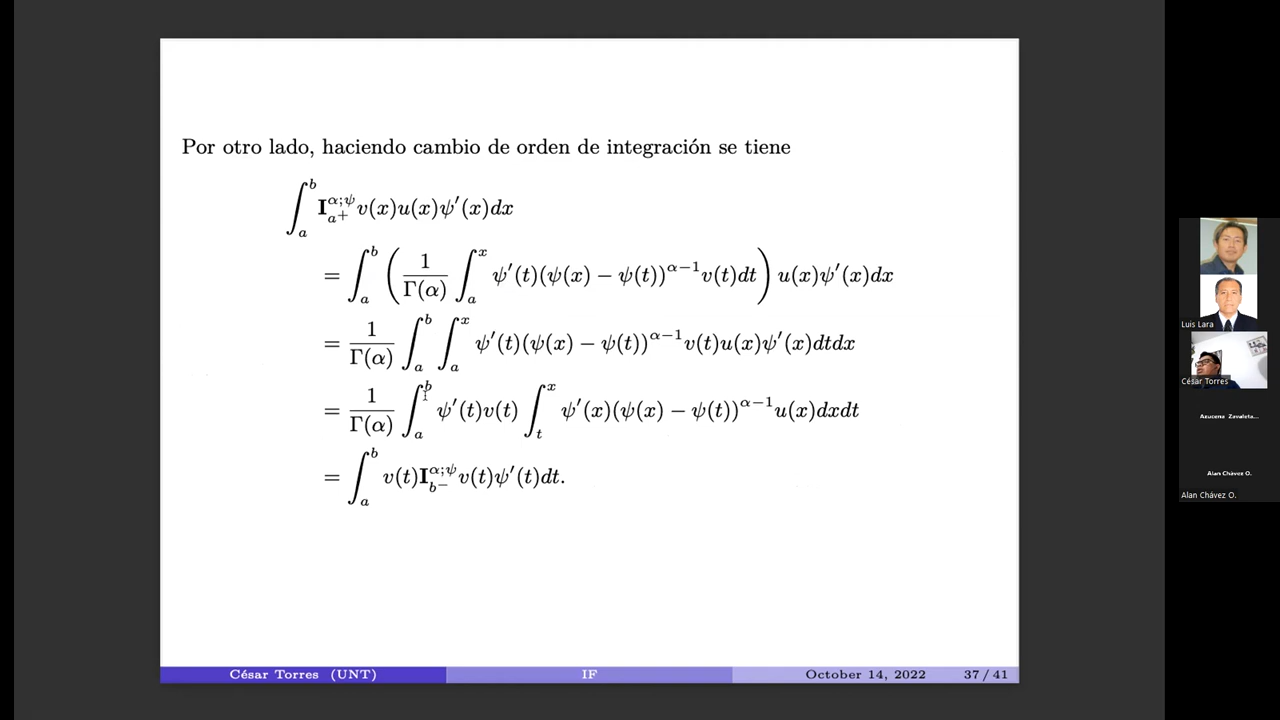 Por otro lado, haciendo cambio de orden de integración se tiene
∫_a^b I_{a^+}^{α;ψ} v(x)u(x)ψ′(x)dx
= ∫_a^b ( 1/Γ(α) ∫_a^x ψ′(t)(ψ(x) − ψ(t))^{α−1} v(t)dt ) u(x)ψ′(x)dx
= 1/Γ(α) ∫_a^b ∫_a^x ψ′(t)(ψ(x) − ψ(t))^{α−1} v(t)u(x)ψ′(x)dtdx
= 1/Γ(α) ∫_a^b ψ′(t)v(t) ∫_t^x ψ′(x)(ψ(x) − ψ(t))^{α−1} u(x)dxdt
= ∫_a^b v(t) I_{b^−}^{α;ψ} v(t)ψ′(t)dt.
César Torres (UNT) IF October 14, 2022 37 / 41
Luis Lara
César Torres
Azucena Zavaleta...
Alan Chávez O.
Alan Chávez O.